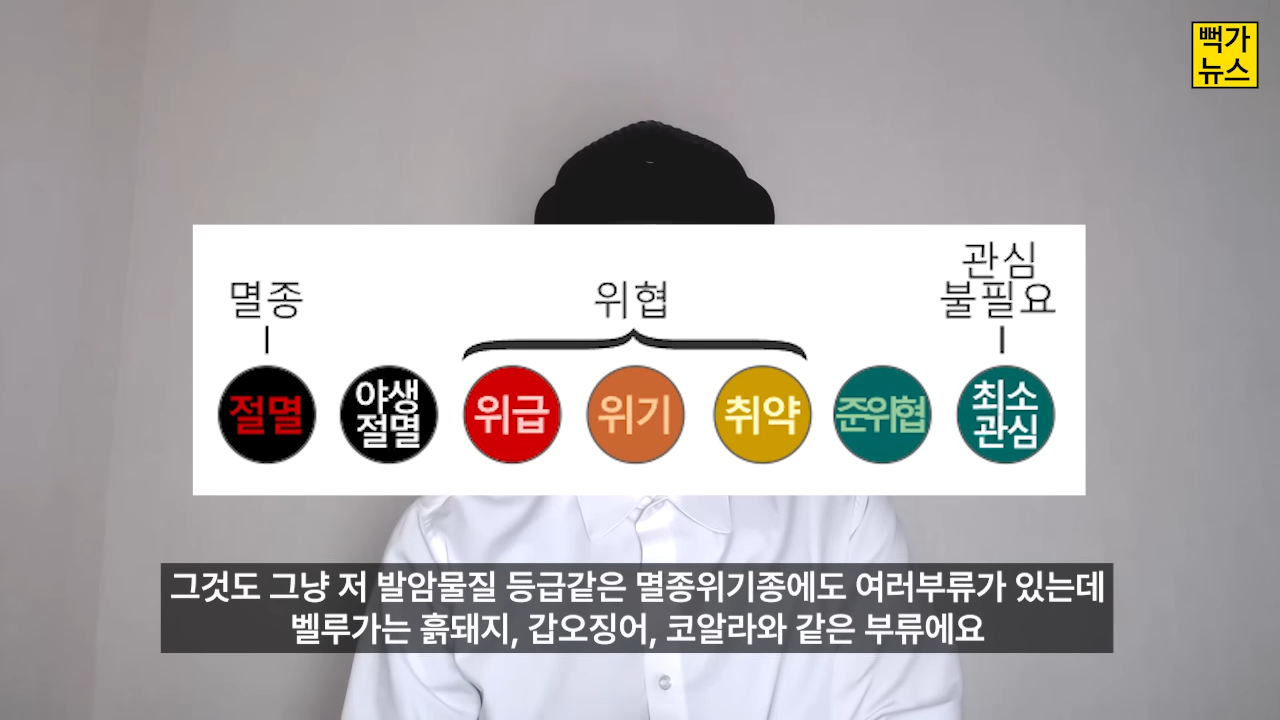 뻑가
뉴스
관심
불필요
멸종
위협
절멸
야생
절멸
위급
위기
취약
준위협
최소
관심
그것도 그냥 저 발암물질 등급같은 멸종위기종에도 여러부류가 있는데
벨루가는 흙돼지, 갑오징어, 코알라와 같은 부류에요